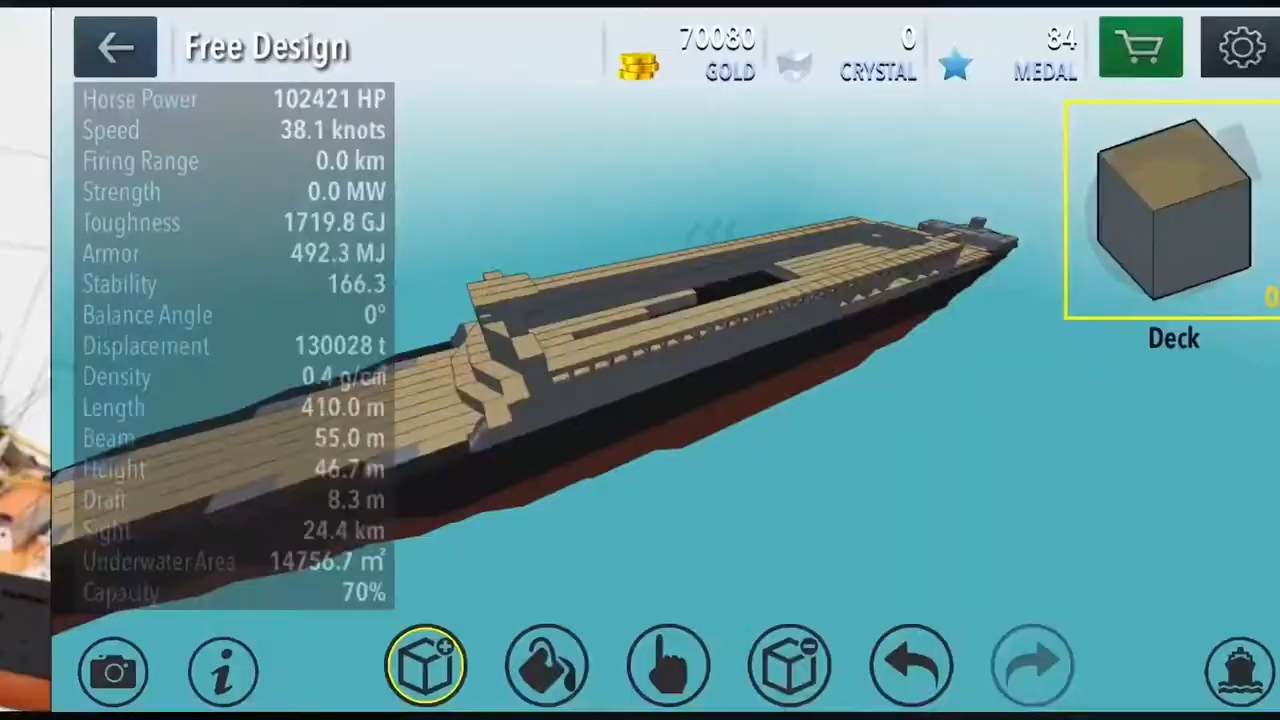 Free Design
70080
GOLD
0
CRYSTAL
84
MEDAL
Horse Power 102421 HP
Speed 38.1 knots
Firing Range 0.0 km
Strength 0.0 MW
Toughness 1719.8 GJ
Armor 492.3 MJ
Stability 166.3
Balance Angle 0°
Displacement 130028 t
Density 0.4 g/cm
Length 410.0 m
Beam 55.0 m
Height 46.7 m
Draft 8.3 m
Sight 24.4 km
Underwater Area 14756.7 m²
Capacity 70%
0
Deck